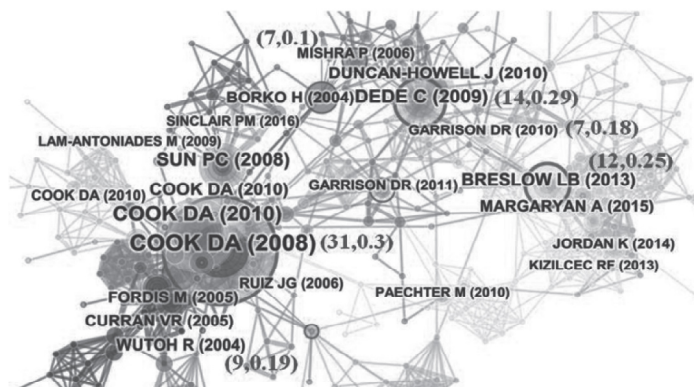 (7,0.1)
MISHRA P (2006)
DUNCAN-HOWELL J (2010)
BORKO H (2004) DEDE C (2009) (14,0.29)
SINCLAIR PM (2016)
GARRISON DR (2010) (7,0.18)
LAM-ANTONIADES M (2009)
SUN PC (2008)
(12,0.25)
COOK DA (2010) COOK DA (2010) GARRISON DR (2011) BRESLOW LB (2013)
COOK DA (2010)
MARGARYAN A (2015)
COOK DA (2008) (31,0.3)
JORDAN K (2014)
KIZILCEC RF (2013)
RUIZ JG (2006)
PAECHTER M (2010)
FORDIS M (2005)
CURRAN VR (2005)
WUTOH R (2004)
(9,0.19)